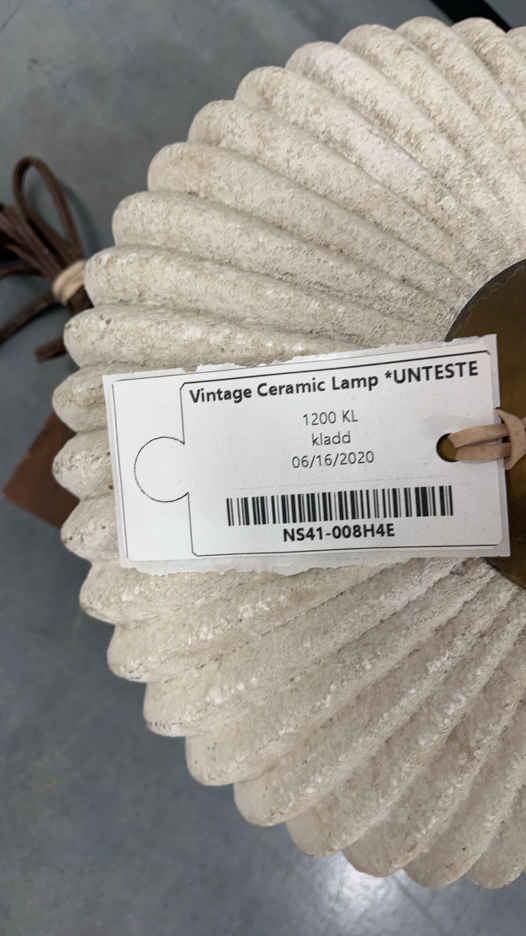 Vintage Ceramic Lamp *UNTESTE
1200 KL
kladd
06/16/2020
NS41-008H4E